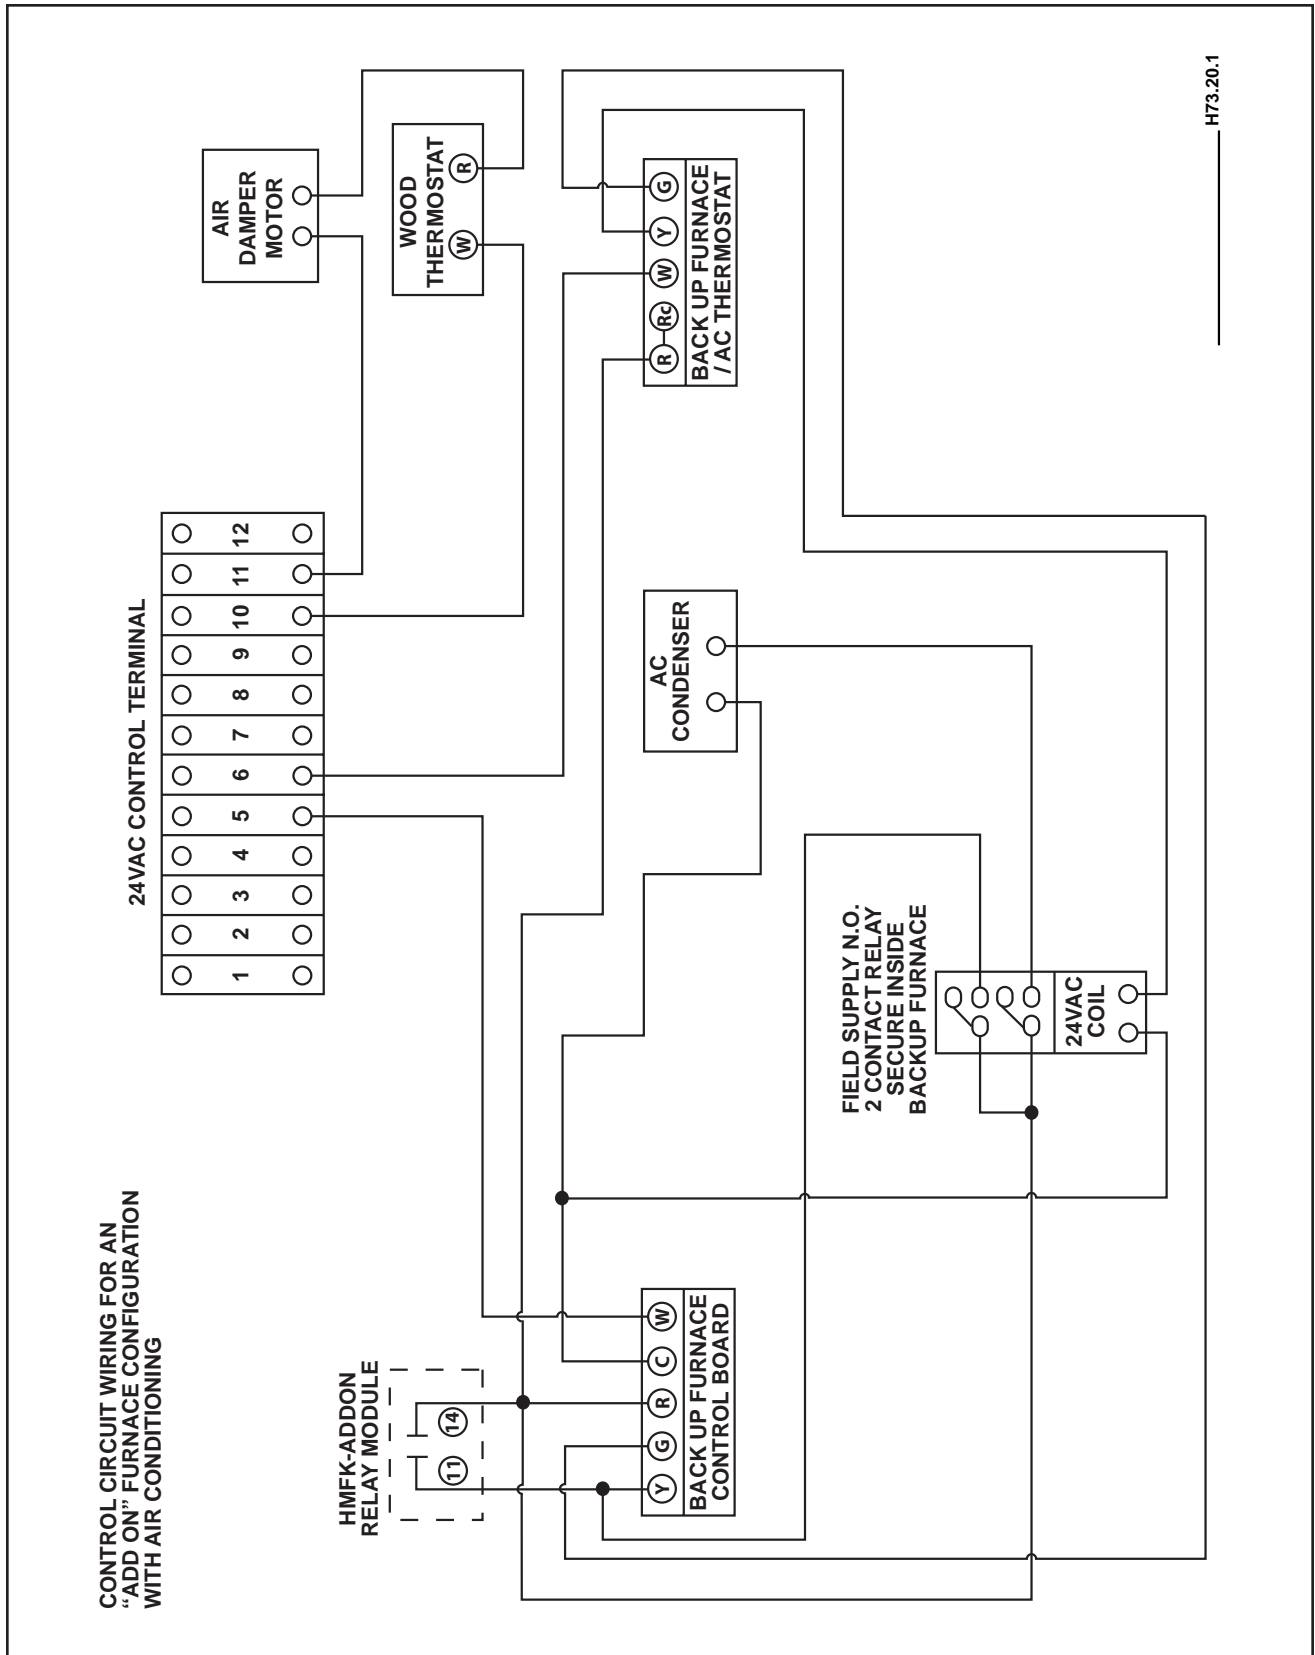 CONTROL CIRCUIT WIRING FOR AN
“ADD ON” FURNACE CONFIGURATION
WITH AIR CONDITIONING
24VAC CONTROL TERMINAL
1 2 3 4 5 6 7 8 9 10 11 12
AIR
DAMPER
MOTOR
HMFK-ADDON
RELAY MODULE
11 14
WOOD
THERMOSTAT
W R
Y G R C W
BACK UP FURNACE
CONTROL BOARD
AC
CONDENSER
R Rc W Y G
BACK UP FURNACE
/ AC THERMOSTAT
FIELD SUPPLY N.O.
2 CONTACT RELAY
SECURE INSIDE
BACKUP FURNACE
24VAC
COIL
H73.20.1